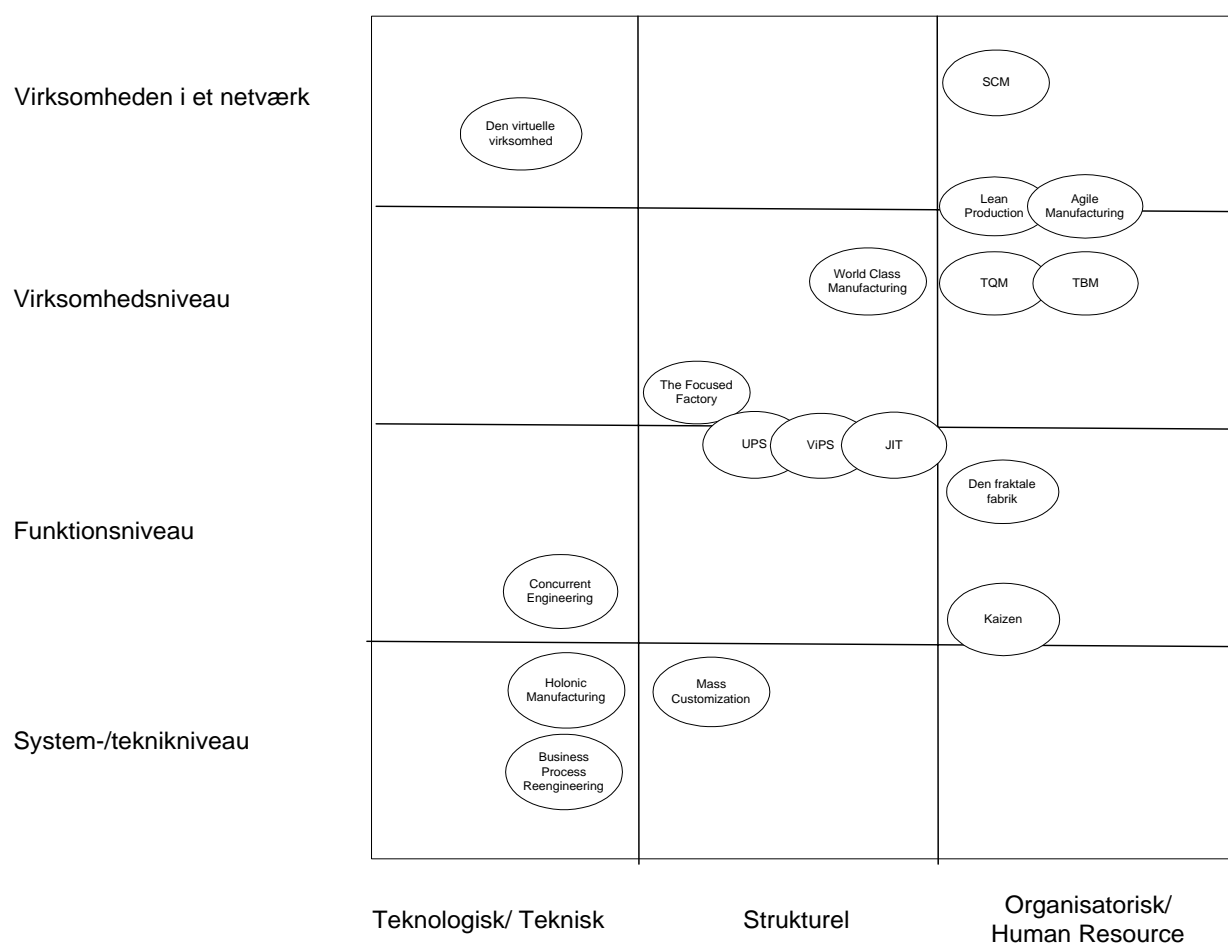 Virksomheden i et netværk
SCM
Den virtuelle
virksomhed
Lean
Production
Agile
Manufacturing
Virksomhedsniveau
World Class
Manufacturing
TQM
TBM
The Focused
Factory
UPS
ViPS
JIT
Den fraktale
fabrik
Funktionsniveau
Concurrent
Engineering
Kaizen
Holonic
Manufacturing
Mass
Customization
System-/teknikniveau
Business
Process
Reengineering
Teknologisk/ Teknisk
Strukturel
Organisatorisk/
Human Resource